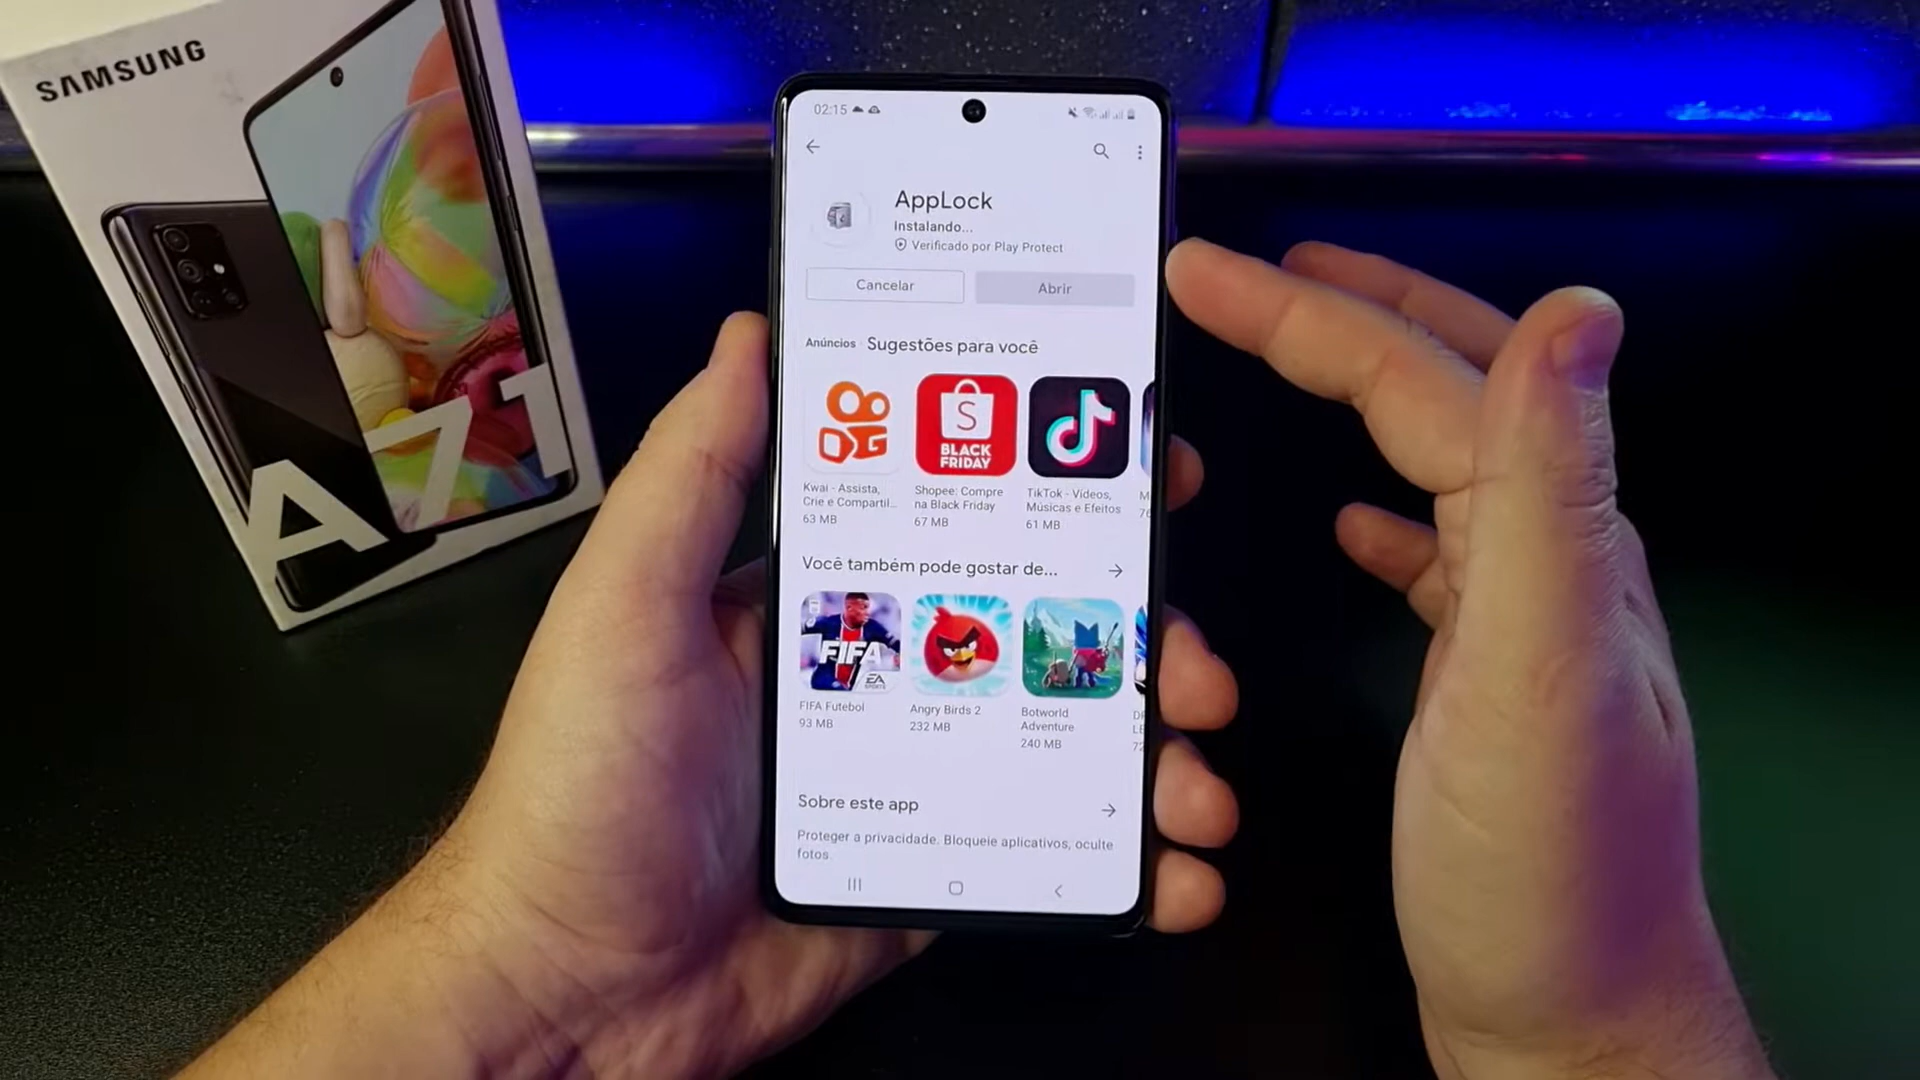 SAMSUNG
A71
02:15
AppLock
Instalando...
Verificado por Play Protect
Cancelar
Abrir
Anúncios · Sugestões para você
S
BLACK
FRIDAY
Kwai - Assista,
Crie e Compartil...
63 MB
Shopee: Compre
na Black Friday
67 MB
TikTok - Vídeos,
Músicas e Efeitos
61 MB
Você também pode gostar de...
FIFA
EA
SPORTS
FIFA Futebol
93 MB
Angry Birds 2
232 MB
Botworld
Adventure
240 MB
Sobre este app
Proteger a privacidade. Bloqueie aplicativos, oculte
fotos.